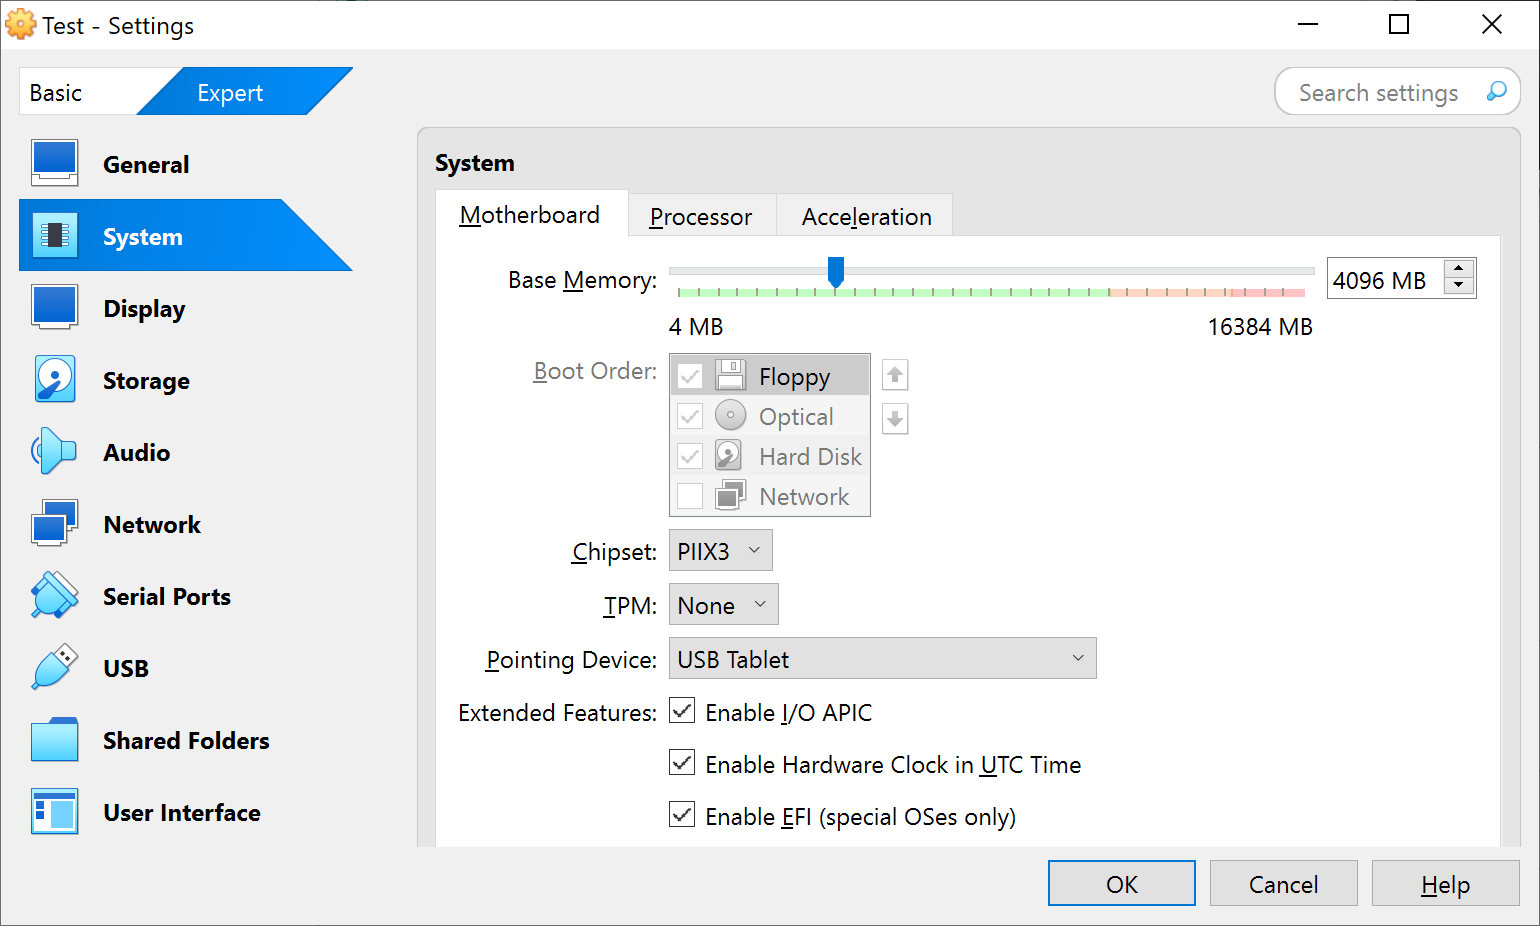 Test - Settings
Basic
Expert
Search settings
General
System
Display
Storage
Audio
Network
Serial Ports
USB
Shared Folders
User Interface
System
Motherboard
Processor
Acceleration
Base Memory:
4096 MB
4 MB
16384 MB
Boot Order:
Floppy
Optical
Hard Disk
Network
Chipset:
PIIX3
TPM:
None
Pointing Device:
USB Tablet
Extended Features:
Enable I/O APIC
Enable Hardware Clock in UTC Time
Enable EFI (special OSes only)
OK
Cancel
Help